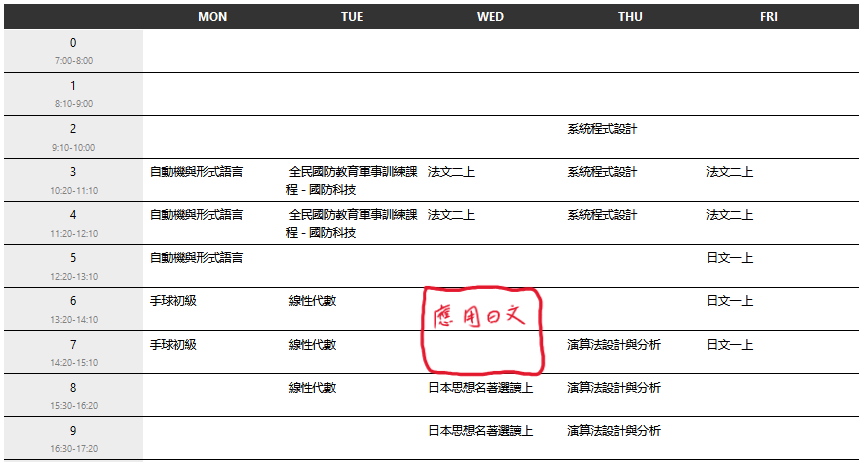 MON TUE WED THU FRI
0
7:00-8:00
1
8:10-9:00
2 系統程式設計
9:10-10:00
3 自動機與形式語言 全民國防教育軍事訓練課 法文二上 系統程式設計 法文二上
10:20-11:10 程 - 國防科技
4 自動機與形式語言 全民國防教育軍事訓練課 法文二上 系統程式設計 法文二上
11:20-12:10 程 - 國防科技
5 自動機與形式語言 日文一上
12:20-13:10
6 手球初級 線性代數 應用日文 日文一上
13:20-14:10
7 手球初級 線性代數 演算法設計與分析 日文一上
14:20-15:10
8 線性代數 日本思想名著選讀上 演算法設計與分析
15:30-16:20
9 日本思想名著選讀上 演算法設計與分析
16:30-17:20